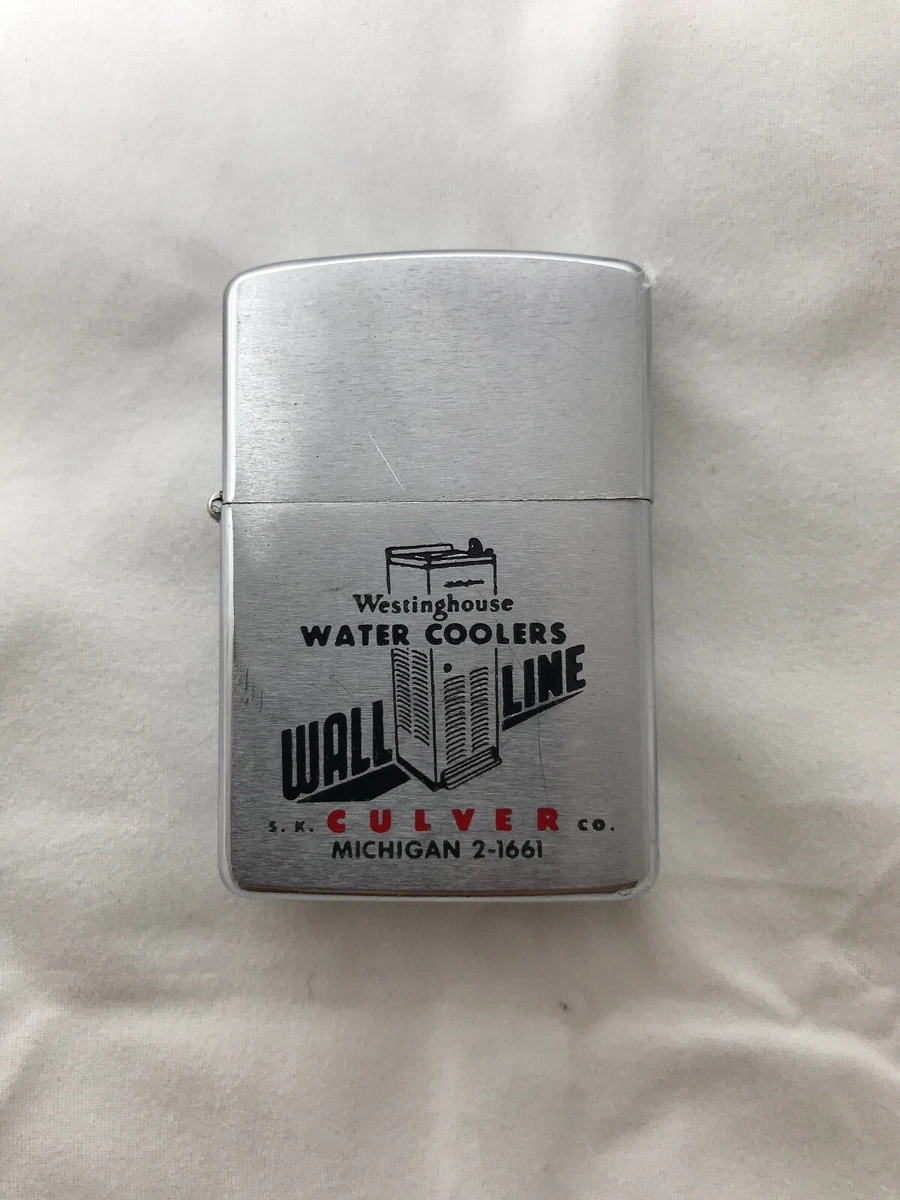 Westinghouse
WATER COOLERS
WALL LINE
S. K. CULVER CO.
MICHIGAN 2-1661